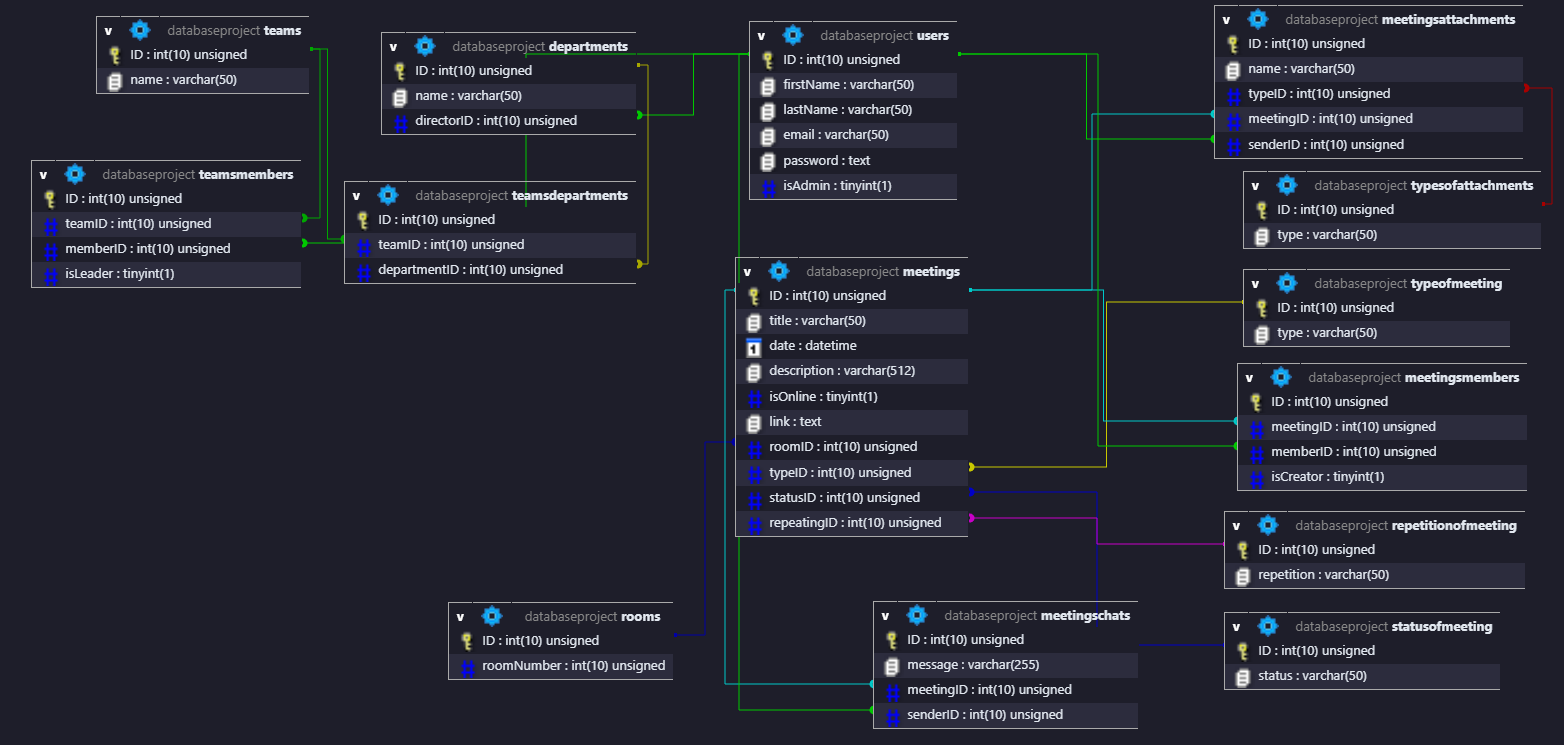 v databaseproject teams
ID : int(10) unsigned
name : varchar(50)
v databaseproject departments
ID : int(10) unsigned
name : varchar(50)
directorID : int(10) unsigned
v databaseproject users
ID : int(10) unsigned
firstName : varchar(50)
lastName : varchar(50)
email : varchar(50)
password : text
isAdmin : tinyint(1)
v databaseproject meetingsattachments
ID : int(10) unsigned
name : varchar(50)
typeID : int(10) unsigned
meetingID : int(10) unsigned
senderID : int(10) unsigned
v databaseproject teamsmembers
ID : int(10) unsigned
teamID : int(10) unsigned
memberID : int(10) unsigned
isLeader : tinyint(1)
v databaseproject teamsdepartments
ID : int(10) unsigned
teamID : int(10) unsigned
departmentID : int(10) unsigned
v databaseproject typesofattachments
ID : int(10) unsigned
type : varchar(50)
v databaseproject meetings
ID : int(10) unsigned
title : varchar(50)
date : datetime
description : varchar(512)
isOnline : tinyint(1)
link : text
roomID : int(10) unsigned
typeID : int(10) unsigned
statusID : int(10) unsigned
repeatingID : int(10) unsigned
v databaseproject typeofmeeting
ID : int(10) unsigned
type : varchar(50)
v databaseproject meetingsmembers
ID : int(10) unsigned
meetingID : int(10) unsigned
memberID : int(10) unsigned
isCreator : tinyint(1)
v databaseproject repetitionofmeeting
ID : int(10) unsigned
repetition : varchar(50)
v databaseproject rooms
ID : int(10) unsigned
roomNumber : int(10) unsigned
v databaseproject meetingschats
ID : int(10) unsigned
message : varchar(255)
meetingID : int(10) unsigned
senderID : int(10) unsigned
v databaseproject statusofmeeting
ID : int(10) unsigned
status : varchar(50)